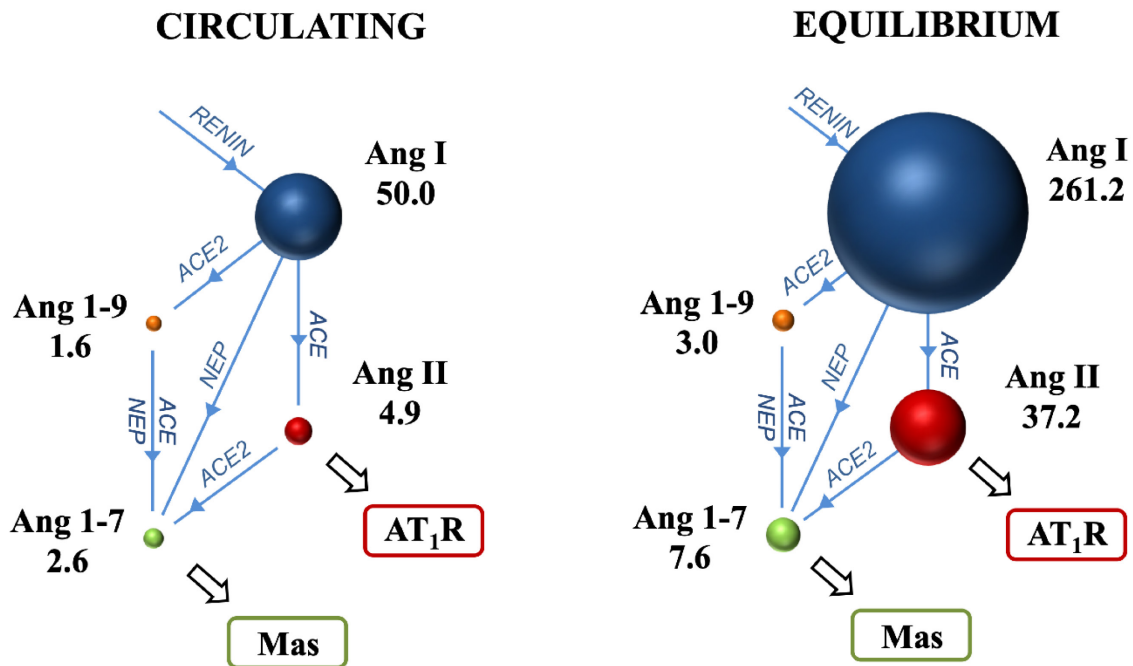 CIRCULATING
RENIN
Ang I
50.0
ACE2
Ang 1-9
1.6
NEP
ACE
Ang II
4.9
ACE
NEP
ACE2
Ang 1-7
2.6
AT₁R
Mas
EQUILIBRIUM
RENIN
Ang I
261.2
ACE2
Ang 1-9
3.0
NEP
ACE
Ang II
37.2
ACE
NEP
ACE2
Ang 1-7
7.6
AT₁R
Mas